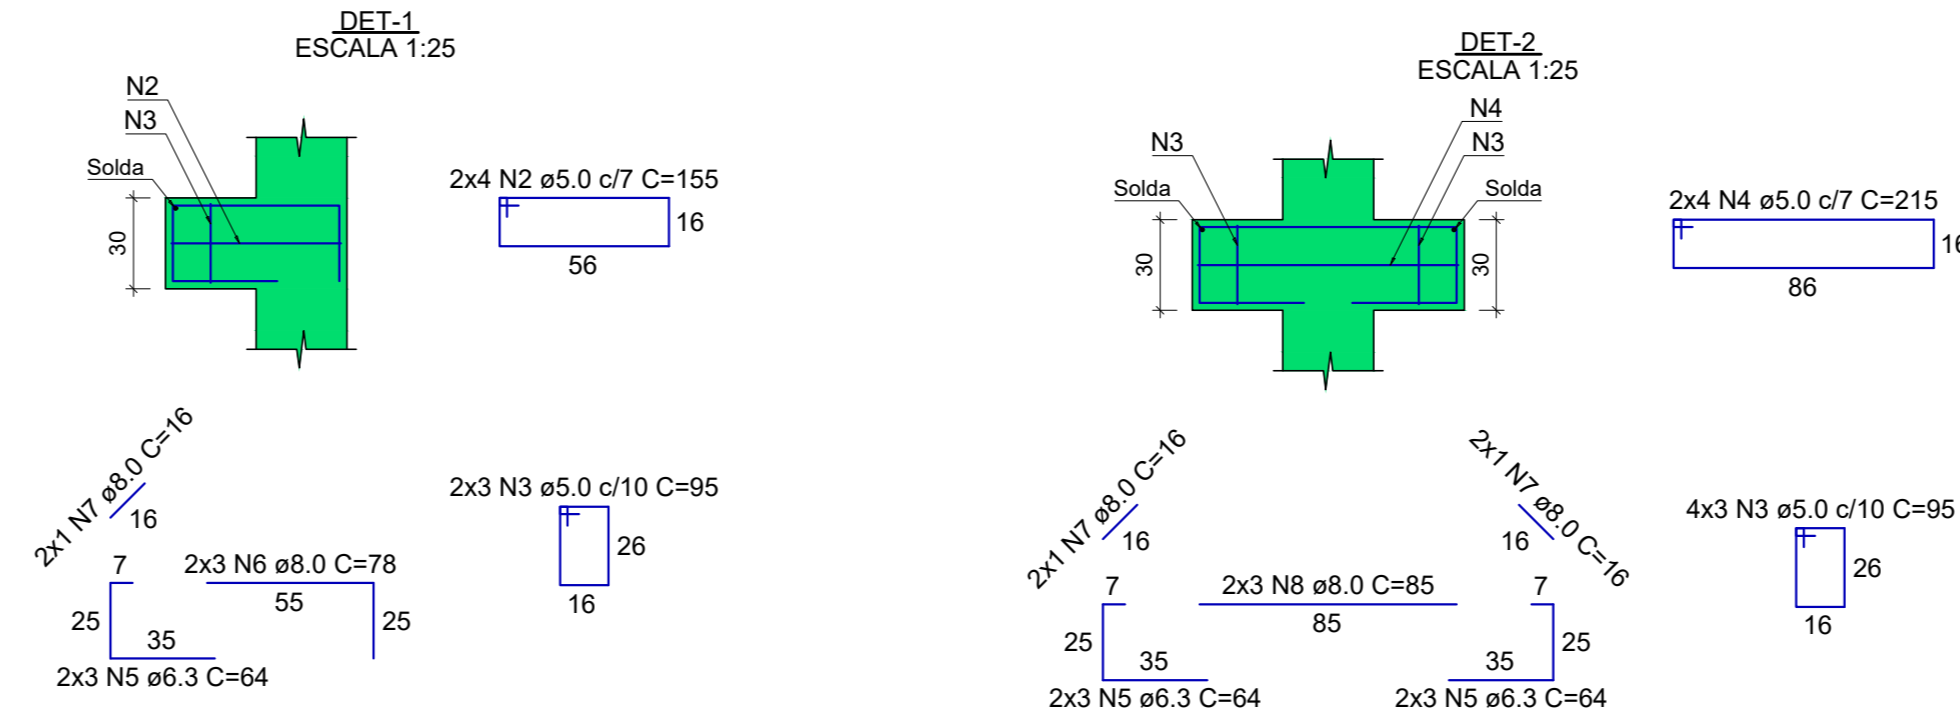 DET-1
ESCALA 1:25
N2
N3
Solda
30
2x4 N2 ø5.0 c/7 C=155
16
56
2x1 N7 ø8.0 C=16
16
7
2x3 N6 ø8.0 C=78
55
25
25
35
2x3 N5 ø6.3 C=64
2x3 N3 ø5.0 c/10 C=95
26
16
DET-2
ESCALA 1:25
N4
N3
N3
Solda
Solda
30
30
2x4 N4 ø5.0 c/7 C=215
16
86
2x1 N7 ø8.0 C=16
16
2x1 N7 ø8.0 C=16
16
7
2x3 N8 ø8.0 C=85
85
7
25
25
35
35
2x3 N5 ø6.3 C=64
2x3 N5 ø6.3 C=64
4x3 N3 ø5.0 c/10 C=95
26
16